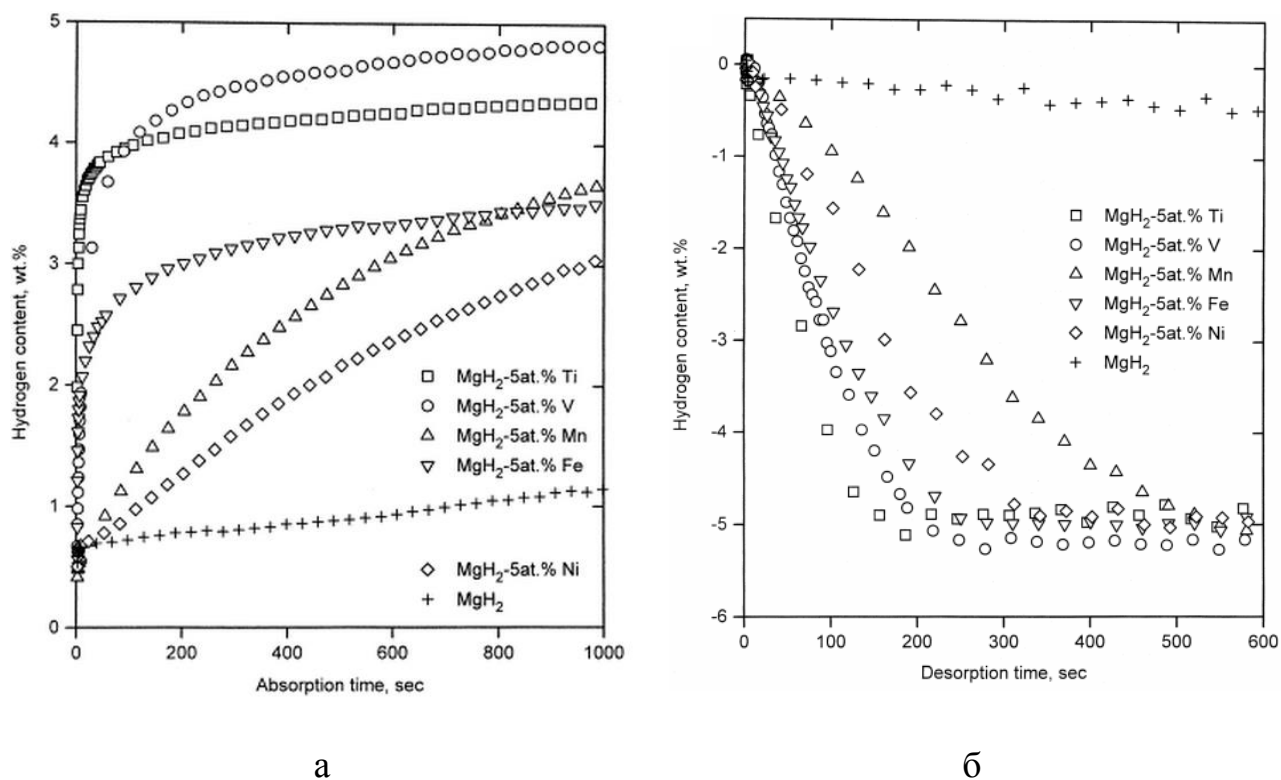 5
4
3
2
1
0
Hydrogen content, wt.%
MgH2-5at.% Ti
MgH2-5at.% V
MgH2-5at.% Mn
MgH2-5at.% Fe
MgH2-5at.% Ni
MgH2
0 200 400 600 800 1000
Absorption time, sec
а
0
-1
-2
-3
-4
-5
-6
Hydrogen content, wt.%
MgH2-5at.% Ti
MgH2-5at.% V
MgH2-5at.% Mn
MgH2-5at.% Fe
MgH2-5at.% Ni
MgH2
0 100 200 300 400 500 600
Desorption time, sec
б